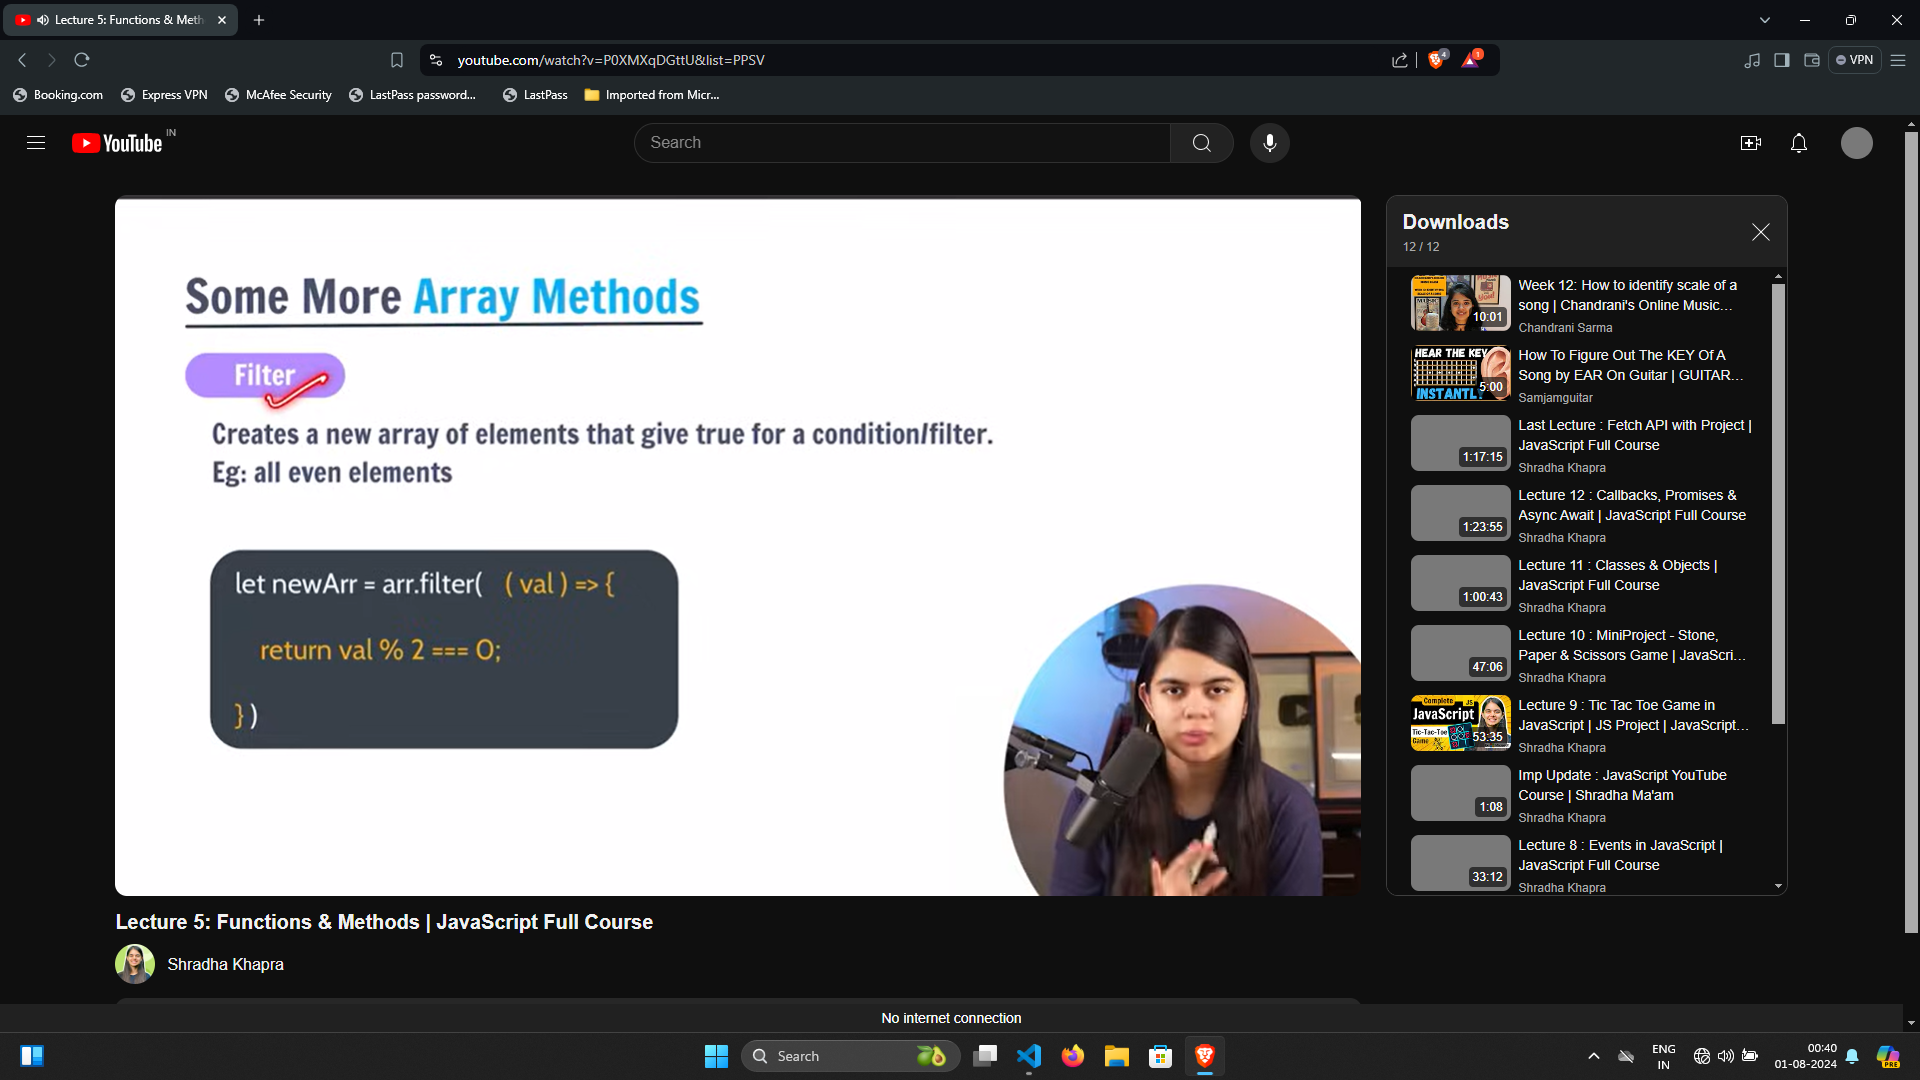 Lecture 5: Functions & Meth
youtube.com/watch?v=P0XMXqDGttU&list=PPSV
4
1
VPN
Booking.com
Express VPN
McAfee Security
LastPass password...
LastPass
Imported from Micr...
YouTube IN
Search
Some More Array Methods
Filter
Creates a new array of elements that give true for a condition/filter.
Eg: all even elements
let newArr = arr.filter( ( val ) => {
return val % 2 === 0;
} )
Lecture 5: Functions & Methods | JavaScript Full Course
Shradha Khapra
Downloads
12 / 12
10:01
Week 12: How to identify scale of a
song | Chandrani's Online Music...
Chandrani Sarma
HEAR THE KEY
INSTANTLY
5:00
How To Figure Out The KEY Of A
Song by EAR On Guitar | GUITAR...
Samjamguitar
1:17:15
Last Lecture : Fetch API with Project |
JavaScript Full Course
Shradha Khapra
1:23:55
Lecture 12 : Callbacks, Promises &
Async Await | JavaScript Full Course
Shradha Khapra
1:00:43
Lecture 11 : Classes & Objects |
JavaScript Full Course
Shradha Khapra
47:06
Lecture 10 : MiniProject - Stone,
Paper & Scissors Game | JavaScri...
Shradha Khapra
Complete JS
JavaScript
Tic-Tac-Toe
Game
53:35
Lecture 9 : Tic Tac Toe Game in
JavaScript | JS Project | JavaScript...
Shradha Khapra
1:08
Imp Update : JavaScript YouTube
Course | Shradha Ma'am
Shradha Khapra
33:12
Lecture 8 : Events in JavaScript |
JavaScript Full Course
Shradha Khapra
No internet connection
Search
ENG
IN
00:40
01-08-2024
PRE